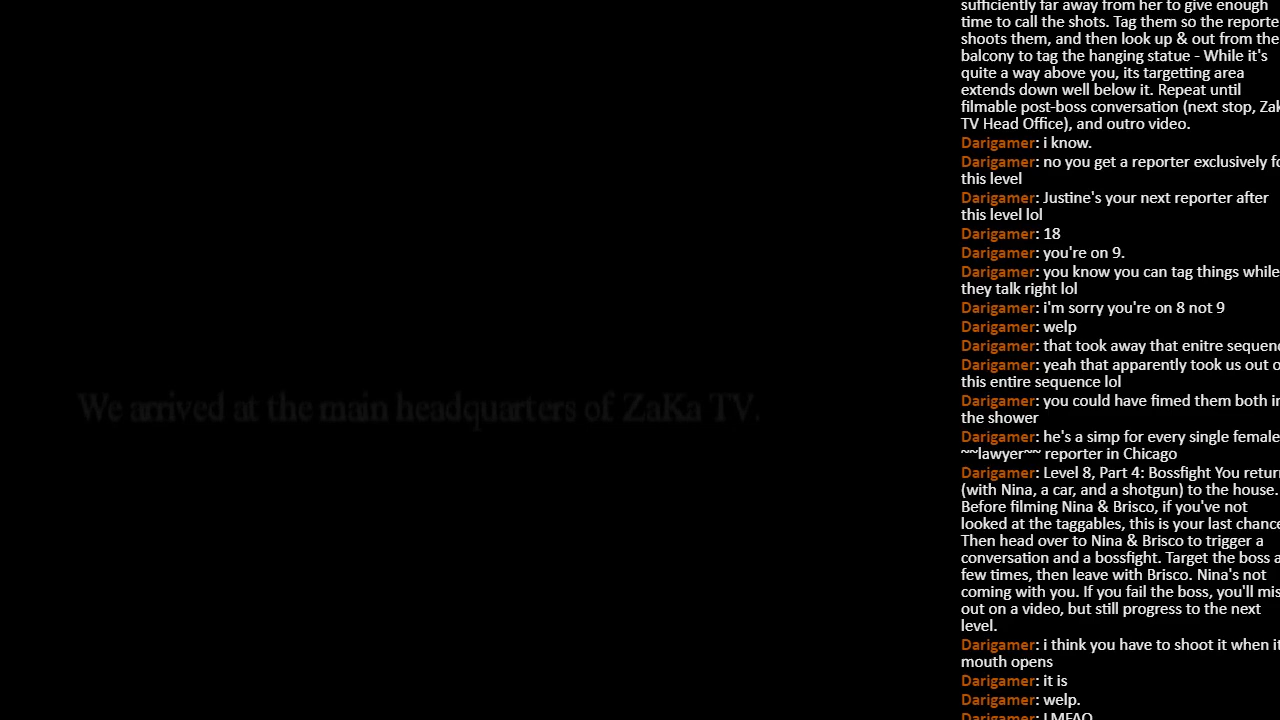 sufficiently far away from her to give enough
time to call the shots. Tag them so the reporte
shoots them, and then look up & out from the
balcony to tag the hanging statue - While it's
quite a way above you, its targetting area
extends down well below it. Repeat until
filmable post-boss conversation (next stop, Zak
TV Head Office), and outro video.
Darigamer: i know.
Darigamer: no you get a reporter exclusively fo
this level
Darigamer: Justine's your next reporter after
this level lol
Darigamer: 18
Darigamer: you're on 9.
Darigamer: you know you can tag things while
they talk right lol
Darigamer: i'm sorry you're on 8 not 9
Darigamer: welp
Darigamer: that took away that enitre sequenc
Darigamer: yeah that apparently took us out o
this entire sequence lol
We arrived at the main headquarters of ZaKa TV.
Darigamer: you could have fimed them both in
the shower
Darigamer: he's a simp for every single female
~~lawyer~~ reporter in Chicago
Darigamer: Level 8, Part 4: Bossfight You return
(with Nina, a car, and a shotgun) to the house.
Before filming Nina & Brisco, if you've not
looked at the taggables, this is your last chance
Then head over to Nina & Brisco to trigger a
conversation and a bossfight. Target the boss a
few times, then leave with Brisco. Nina's not
coming with you. If you fail the boss, you'll mis
out on a video, but still progress to the next
level.
Darigamer: i think you have to shoot it when it
mouth opens
Darigamer: it is
Darigamer: welp.
Darigamer: LMFAO